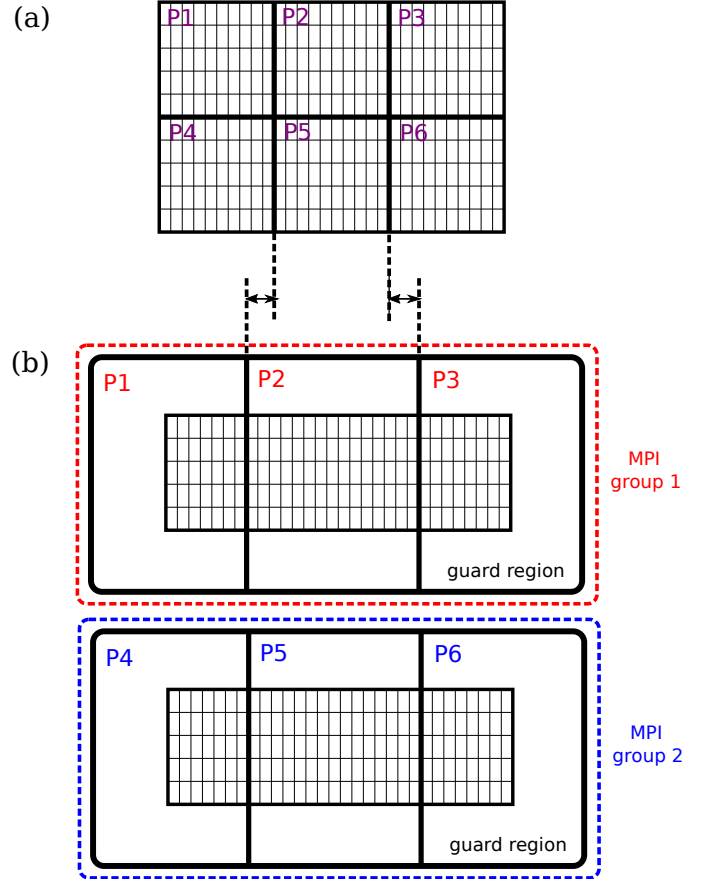 (a)
P1 P2 P3
P4 P5 P6
(b)
P1 P2 P3
MPI
group 1
guard region
P4 P5 P6
MPI
group 2
guard region